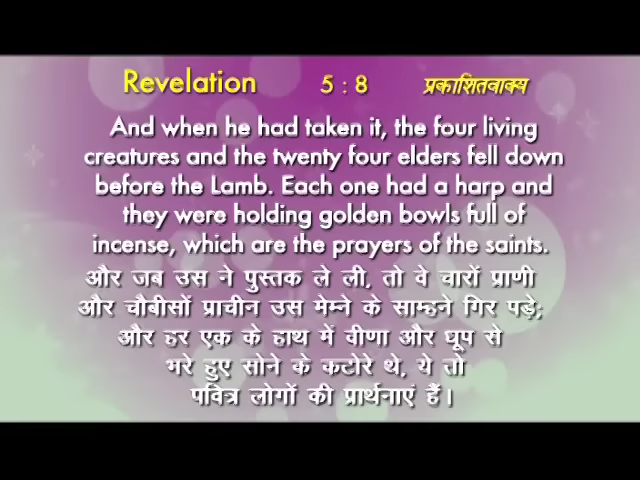 Revelation 5 : 8 प्रकाशितवाक्य
And when he had taken it, the four living
creatures and the twenty four elders fell down
before the Lamb. Each one had a harp and
they were holding golden bowls full of
incense, which are the prayers of the saints.
और जब उस ने पुस्तक ले ली, तो वे चारों प्राणी
और चौबीसों प्राचीन उस मेम्ने के साम्हने गिर पड़े;
और हर एक के हाथ में वीणा और धूप से
भरे हुए सोने के कटोरे थे, ये तो
पवित्र लोगों की प्रार्थनाएं हैं।